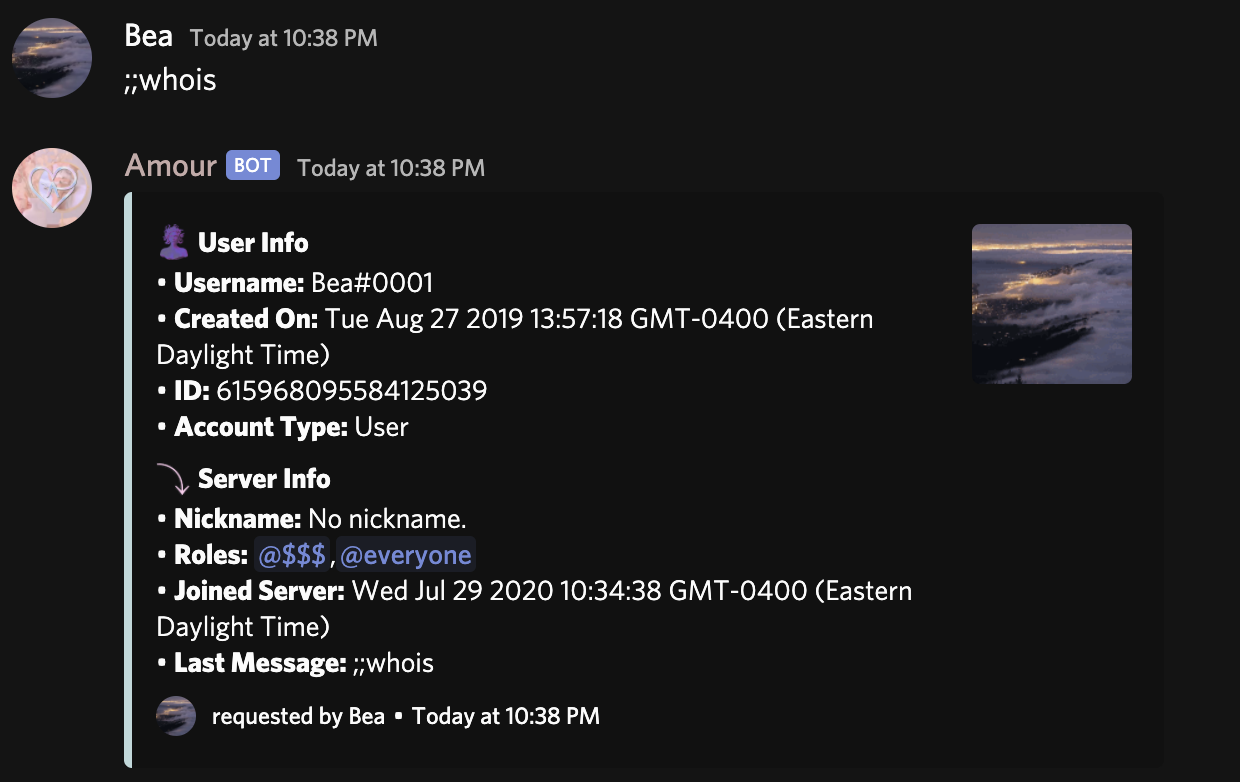 Bea Today at 10:38 PM
;;whois
Amour BOT Today at 10:38 PM
User Info
• Username: Bea#0001
• Created On: Tue Aug 27 2019 13:57:18 GMT-0400 (Eastern
Daylight Time)
• ID: 615968095584125039
• Account Type: User
Server Info
• Nickname: No nickname.
• Roles: @$$$,@everyone
• Joined Server: Wed Jul 29 2020 10:34:38 GMT-0400 (Eastern
Daylight Time)
• Last Message: ;;whois
requested by Bea • Today at 10:38 PM